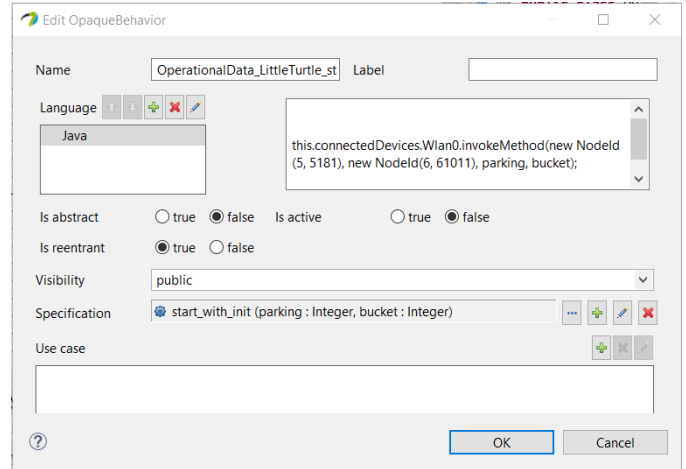 Edit OpaqueBehavior
Name OperationalData_LittleTurtle_st Label
Language
Java
this.connectedDevices.Wlan0.invokeMethod(new NodeId
(5, 5181), new NodeId(6, 61011), parking, bucket);
Is abstract true false Is active true false
Is reentrant true false
Visibility public
Specification start_with_init (parking : Integer, bucket : Integer)
Use case
OK Cancel